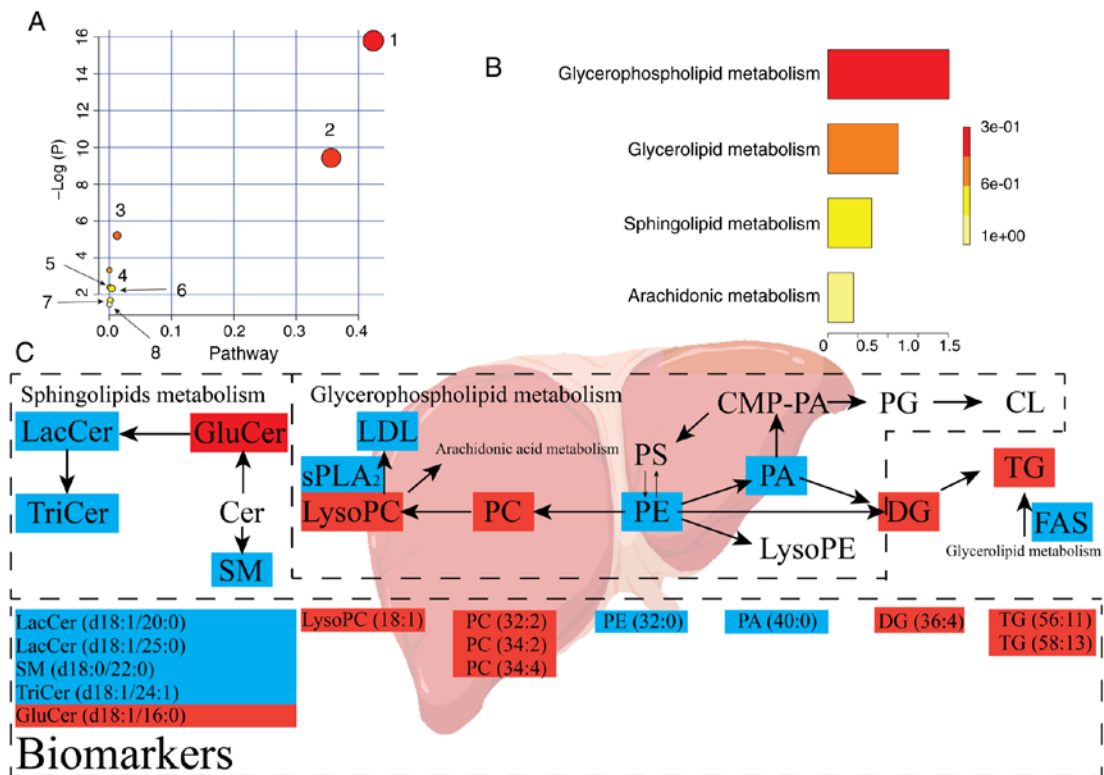 A
–Log (P)
16
14
12
10
8
6
4
2
1
2
3
4
5
6
7
8
0.0 0.1 0.2 0.3 0.4
Pathway
B
Glycerophospholipid metabolism
Glycerolipid metabolism
Sphingolipid metabolism
Arachidonic metabolism
0 0.5 1.0 1.5
3e-01
6e-01
1e+00
C
Sphingolipids metabolism
LacCer
GluCer
TriCer
Cer
SM
Glycerophospholipid metabolism
LDL
Arachidonic acid metabolism
sPLA2
LysoPC
PC
PS
PE
CMP-PA
PA
LysoPE
PG
CL
DG
TG
FAS
Glycerolipid metabolism
LacCer (d18:1/20:0)
LacCer (d18:1/25:0)
SM (d18:0/22:0)
TriCer (d18:1/24:1)
GluCer (d18:1/16:0)
LysoPC (18:1)
PC (32:2)
PC (34:2)
PC (34:4)
PE (32:0)
PA (40:0)
DG (36:4)
TG (56:11)
TG (58:13)
Biomarkers